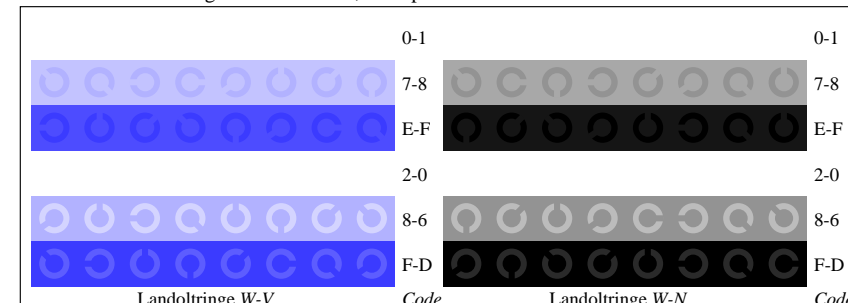 0-1 0-1
7-8 7-8
E-F E-F
2-0 2-0
8-6 8-6
F-D F-D
Landoltringe W-V Code Landoltringe W-N Code